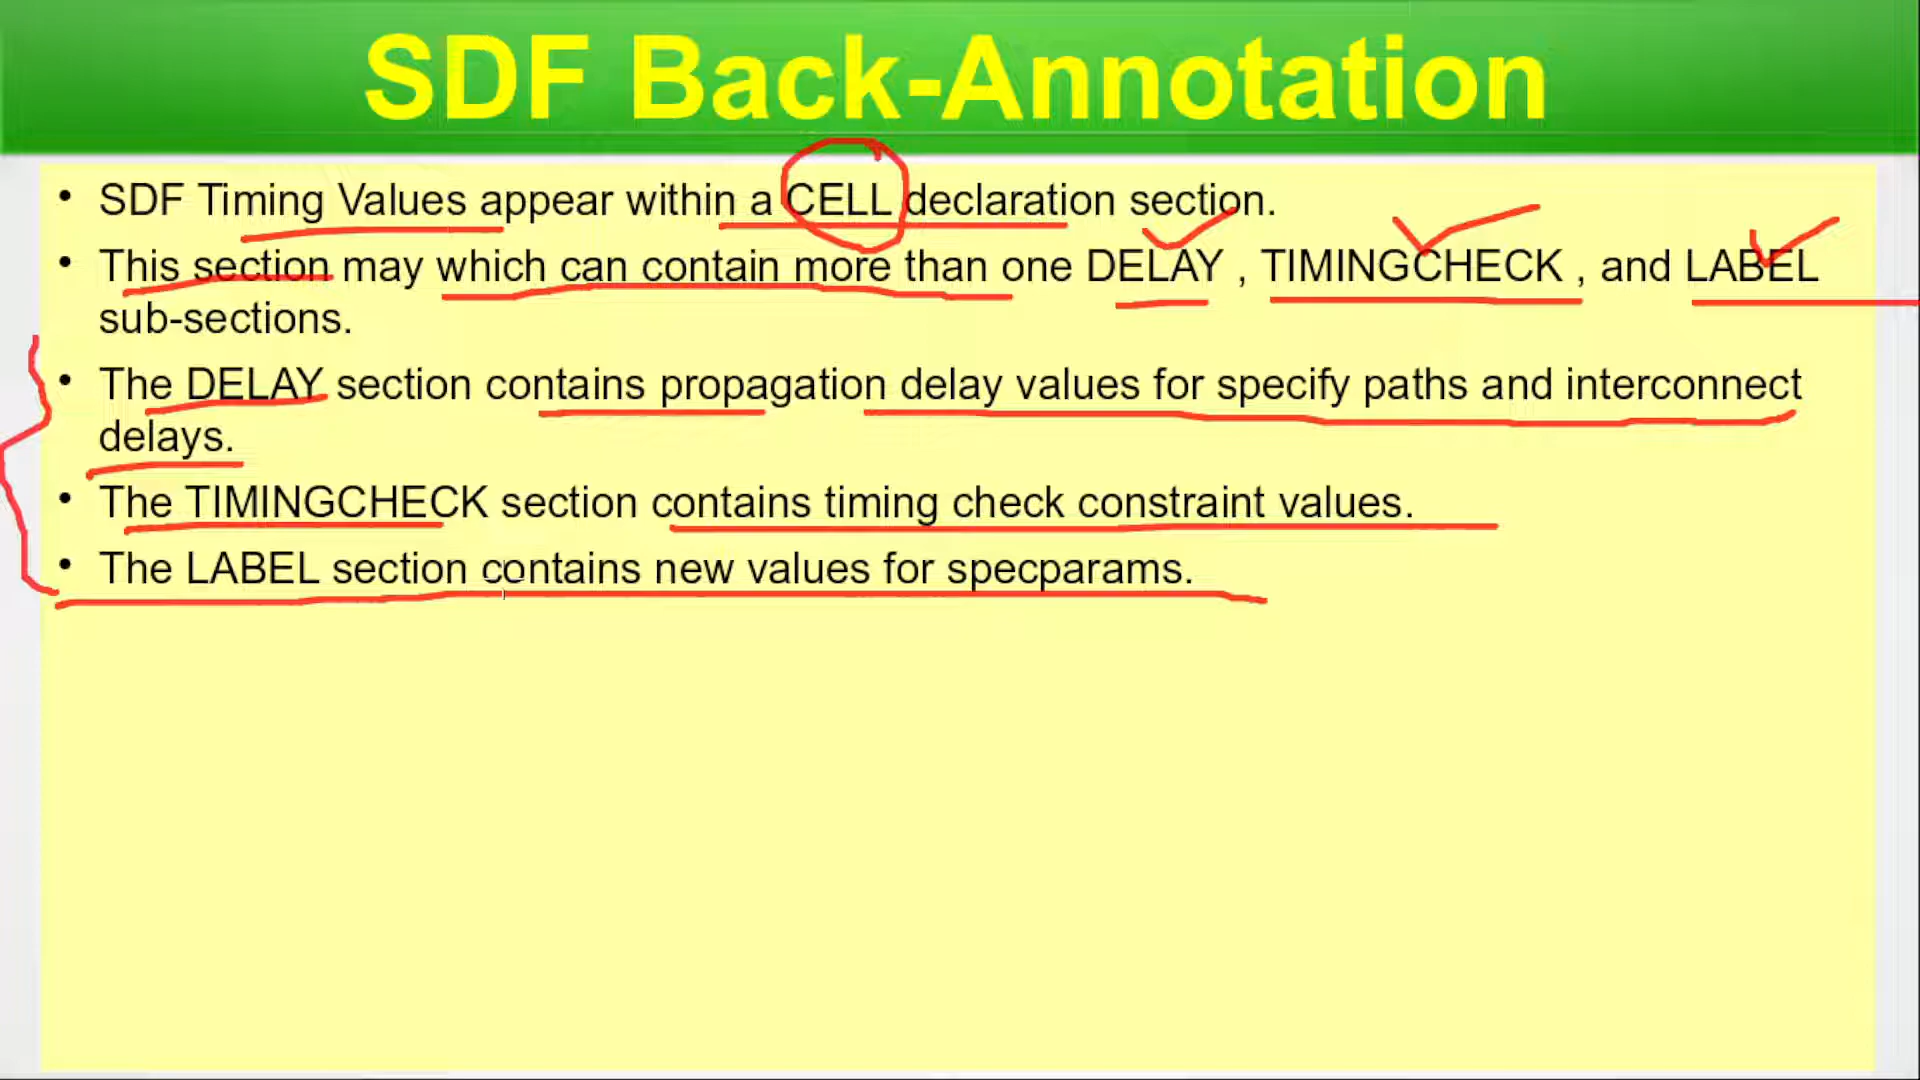 SDF Back-Annotation
• SDF Timing Values appear within a CELL declaration section.
• This section may which can contain more than one DELAY , TIMINGCHECK , and LABEL
sub-sections.
• The DELAY section contains propagation delay values for specify paths and interconnect
delays.
• The TIMINGCHECK section contains timing check constraint values.
• The LABEL section contains new values for specparams.